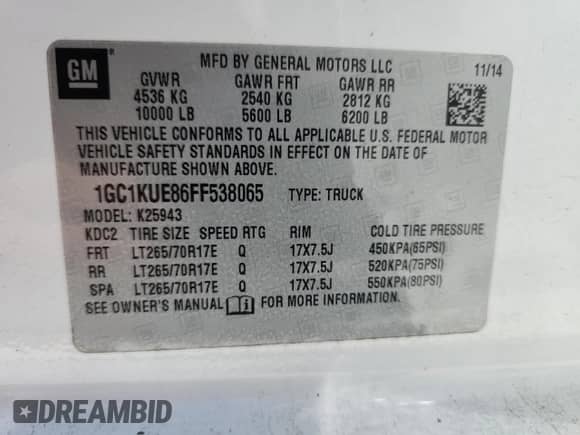 GM
MFD BY GENERAL MOTORS LLC
11/14
GVWR GAWR FRT GAWR RR
4536 KG 2540 KG 2812 KG
10000 LB 5600 LB 6200 LB
THIS VEHICLE CONFORMS TO ALL APPLICABLE U.S. FEDERAL MOTOR
VEHICLE SAFETY STANDARDS IN EFFECT ON THE DATE OF
MANUFACTURE SHOWN ABOVE.
1GC1KUE86FF538065 TYPE: TRUCK
MODEL: K25943
KDC2 TIRE SIZE SPEED RTG RIM COLD TIRE PRESSURE
FRT LT265/70R17E Q 17X7.5J 450KPA(65PSI)
RR LT265/70R17E Q 17X7.5J 520KPA(75PSI)
SPA LT265/70R17E Q 17X7.5J 550KPA(80PSI)
SEE OWNER'S MANUAL FOR MORE INFORMATION.
DREAMBID